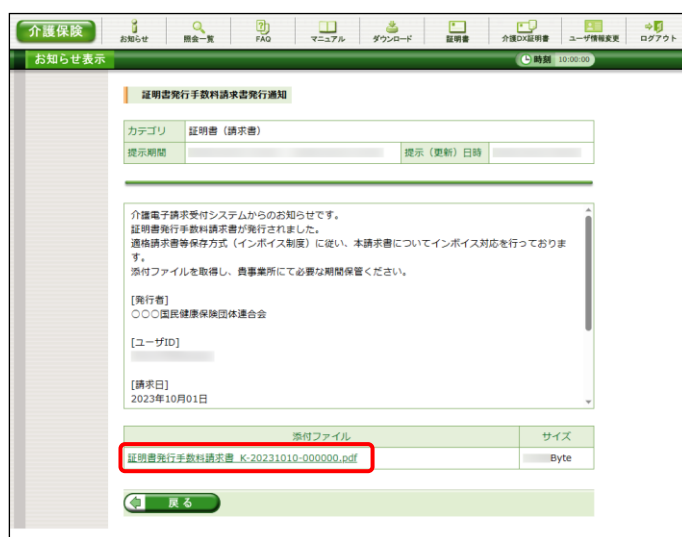 介護保険
お知らせ
照会一覧
FAQ
マニュアル
ダウンロード
証明書
介護DX証明書
ユーザ情報変更
ログアウト
お知らせ表示
時刻 10:00:00
証明書発行手数料請求書発行通知
カテゴリ 証明書（請求書）
提示期間 提示（更新）日時
介護電子請求受付システムからのお知らせです。
証明書発行手数料請求書が発行されました。
適格請求書等保存方式（インボイス制度）に従い、本請求書についてインボイス対応を行っておりま
す。
添付ファイルを取得し、貴事業所にて必要な期間保管ください。
[発行者]
○○○国民健康保険団体連合会
[ユーザID]
[請求日]
2023年10月01日
添付ファイル サイズ
証明書発行手数料請求書_K-20231010-000000.pdf Byte
戻る